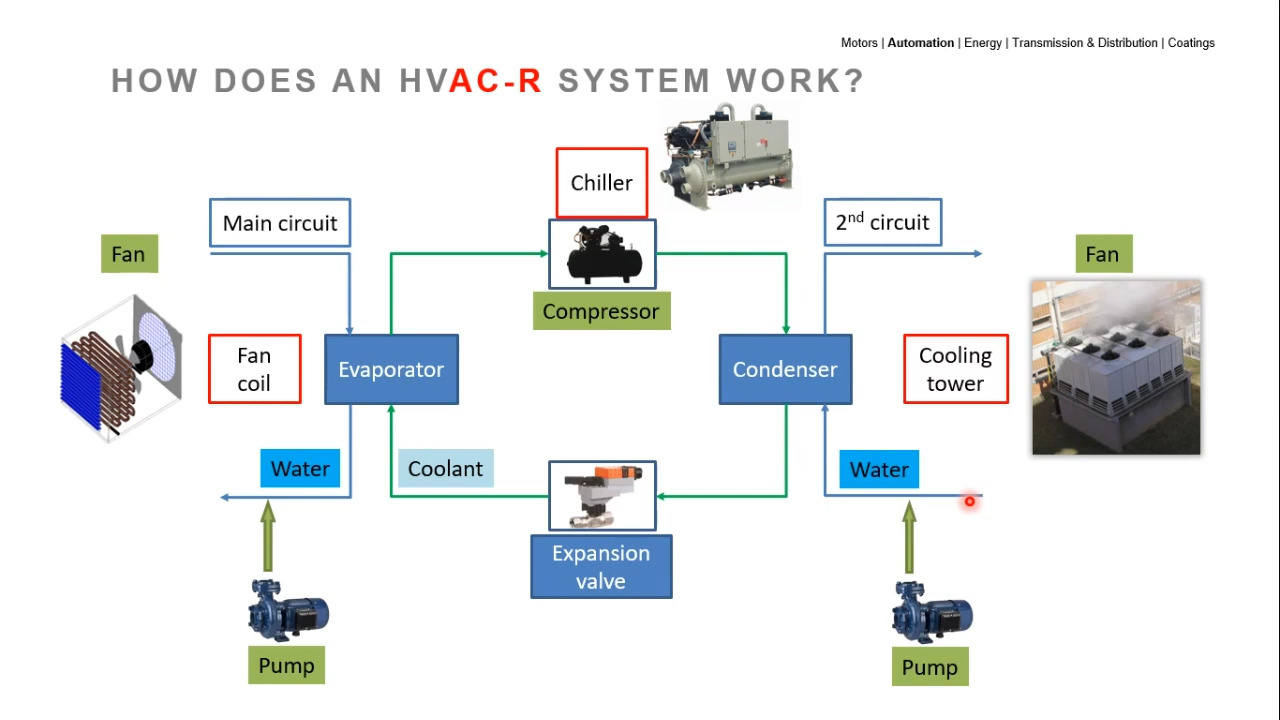 Motors | Automation | Energy | Transmission & Distribution | Coatings
HOW DOES AN HVAC-R SYSTEM WORK?
Chiller
Main circuit
2nd circuit
Fan
Fan
Compressor
Fan
coil
Evaporator
Condenser
Cooling
tower
Water
Coolant
Water
Expansion
valve
Pump
Pump